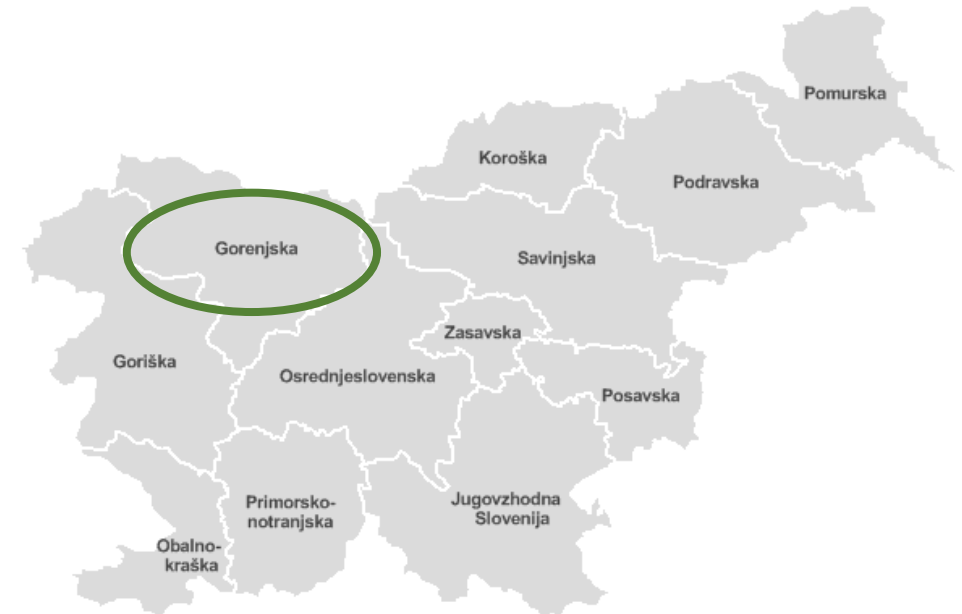 Pomurska
Koroška
Podravska
Gorenjska
Savinjska
Zasavska
Goriška
Osrednjeslovenska
Posavska
Primorsko-
notranjska
Jugovzhodna
Slovenija
Obalno-
kraška